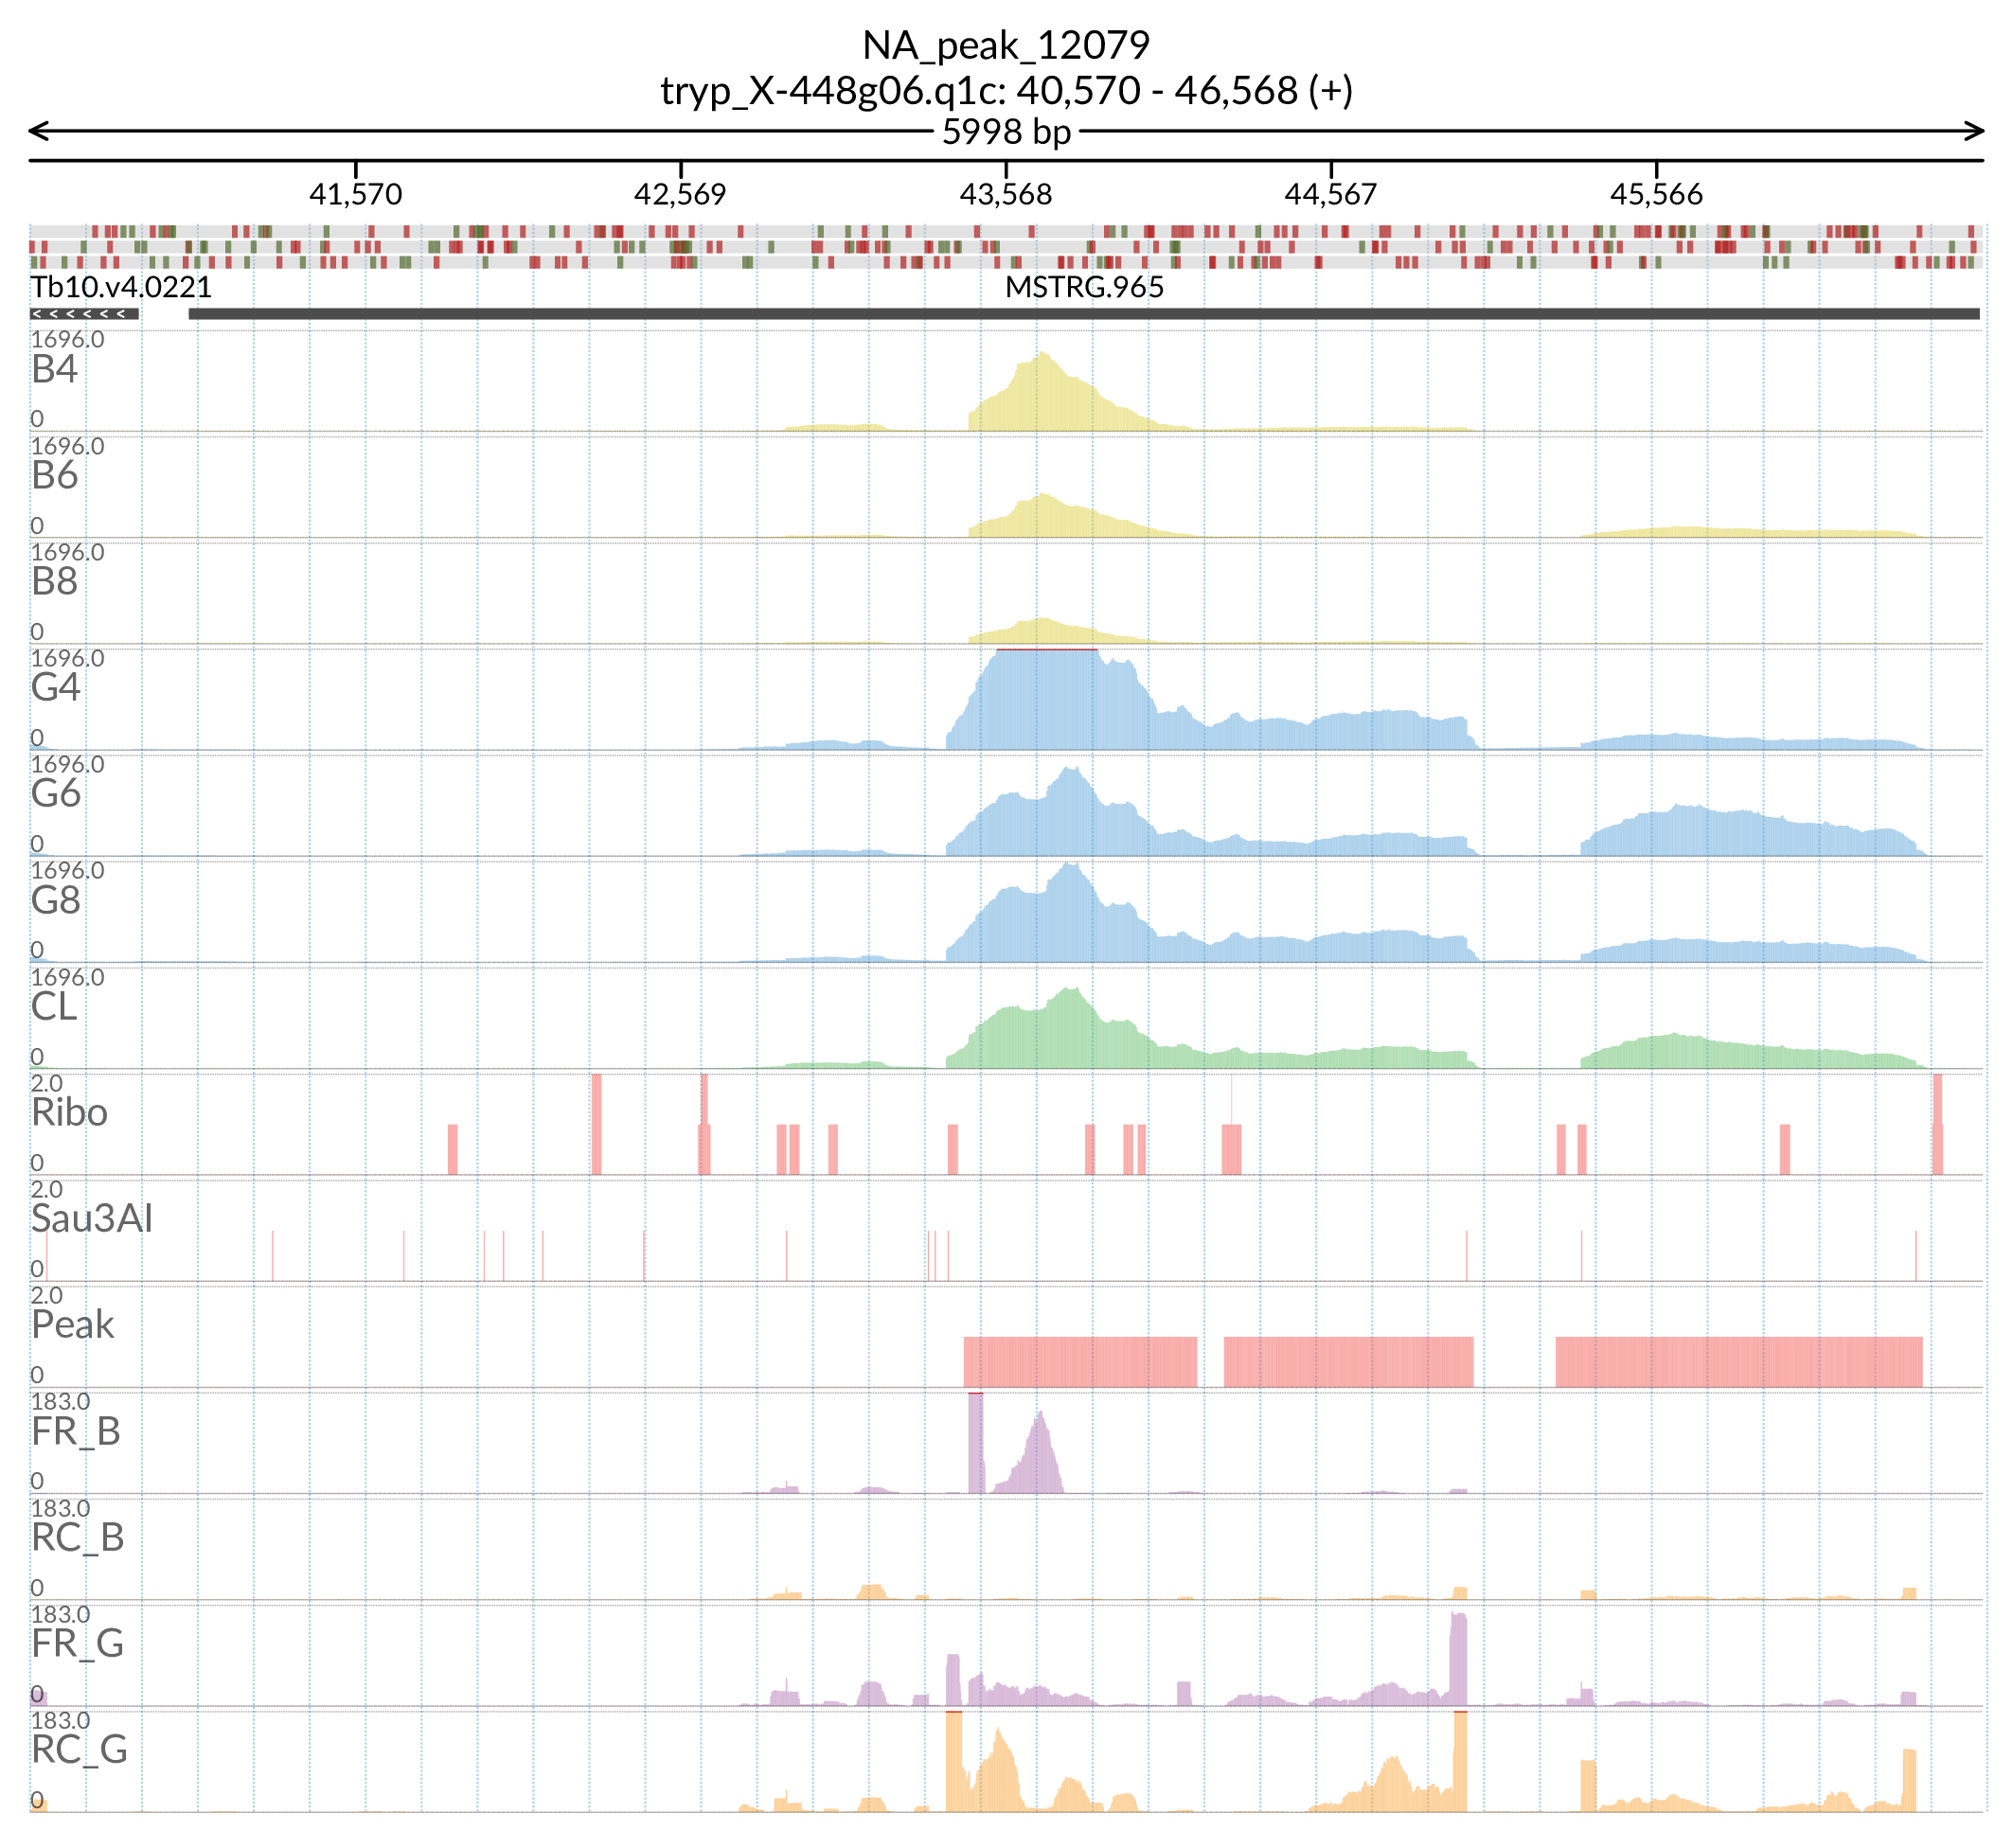 NA_peak_12079
tryp_X-448g06.q1c: 40,570 - 46,568 (+)
5998 bp
41,570 42,569 43,568 44,567 45,566
Tb10.v4.0221 MSTRG.965
1696.0
B4
0
1696.0
B6
0
1696.0
B8
0
1696.0
G4
0
1696.0
G6
0
1696.0
G8
0
1696.0
CL
0
2.0
Ribo
0
2.0
Sau3AI
0
2.0
Peak
0
183.0
FR_B
0
183.0
RC_B
0
183.0
FR_G
0
183.0
RC_G
0